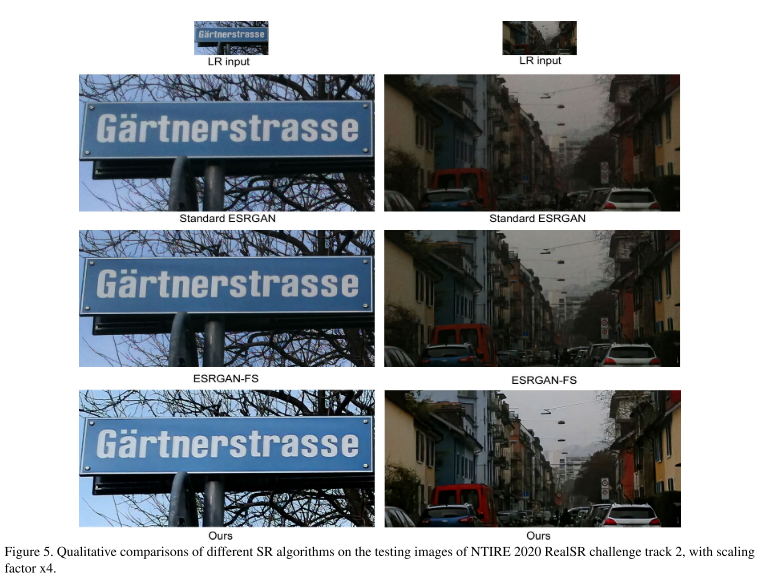 Gärtnerstrasse
LR input
LR input
Gärtnerstrasse
Standard ESRGAN
Standard ESRGAN
Gärtnerstrasse
ESRGAN-FS
ESRGAN-FS
Gärtnerstrasse
Ours
Ours
Figure 5. Qualitative comparisons of different SR algorithms on the testing images of NTIRE 2020 RealSR challenge track 2, with scaling
factor x4.